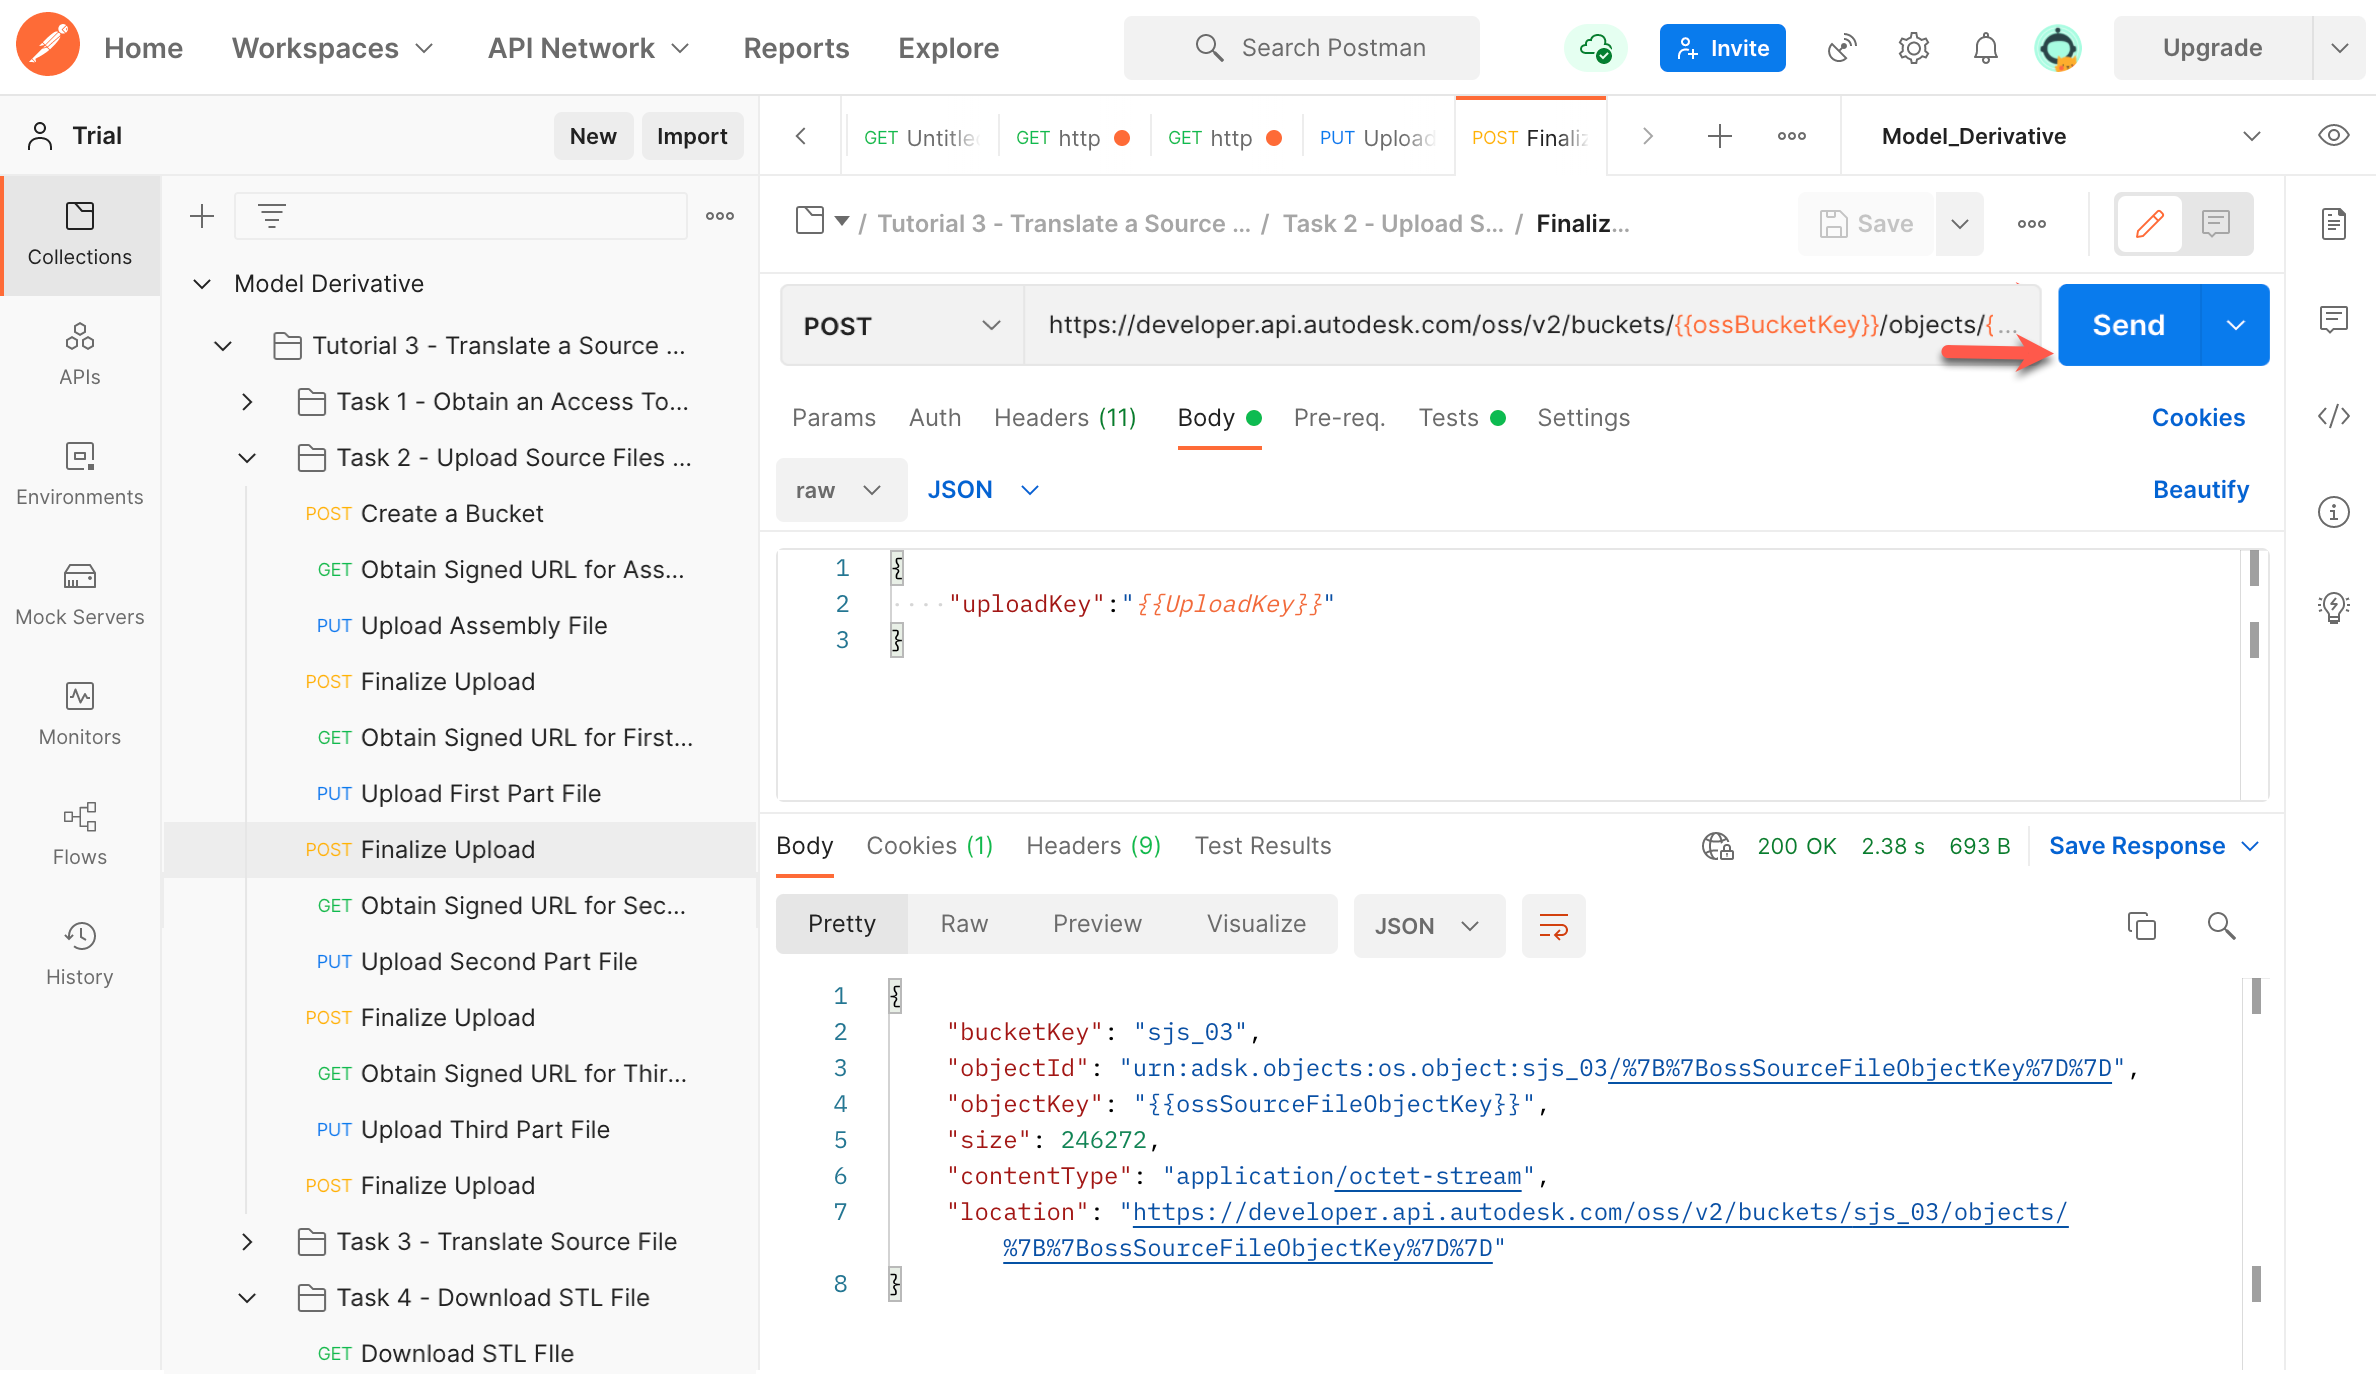 Home
Workspaces
API Network
Reports
Explore
Search Postman
Invite
Upgrade
Trial
New
Import
GET Untitle
GET http
GET http
PUT Upload
POST Finaliz
Model_Derivative
Collections
APIs
Environments
Mock Servers
Monitors
Flows
History
Model Derivative
Tutorial 3 - Translate a Source ...
Task 1 - Obtain an Access To...
Task 2 - Upload Source Files ...
POST Create a Bucket
GET Obtain Signed URL for Ass...
PUT Upload Assembly File
POST Finalize Upload
GET Obtain Signed URL for First...
PUT Upload First Part File
POST Finalize Upload
GET Obtain Signed URL for Sec...
PUT Upload Second Part File
POST Finalize Upload
GET Obtain Signed URL for Thir...
PUT Upload Third Part File
POST Finalize Upload
Task 3 - Translate Source File
Task 4 - Download STL File
GET Download STL FIle
/ Tutorial 3 - Translate a Source ... / Task 2 - Upload S... / Finaliz...
Save
POST
https://developer.api.autodesk.com/oss/v2/buckets/{{ossBucketKey}}/objects/{ ...
Send
Params
Auth
Headers (11)
Body
Pre-req.
Tests
Settings
Cookies
raw
JSON
Beautify
1 {
2 "uploadKey":"{{UploadKey}}"
3 }
Body
Cookies (1)
Headers (9)
Test Results
200 OK
2.38 s
693 B
Save Response
Pretty
Raw
Preview
Visualize
JSON
1 {
2 "bucketKey": "sjs_03",
3 "objectId": "urn:adsk.objects:os.object:sjs_03/%7B%7BossSourceFileObjectKey%7D%7D",
4 "objectKey": "{{ossSourceFileObjectKey}}",
5 "size": 246272,
6 "contentType": "application/octet-stream",
7 "location": "https://developer.api.autodesk.com/oss/v2/buckets/sjs_03/objects/
%7B%7BossSourceFileObjectKey%7D%7D"
8 }